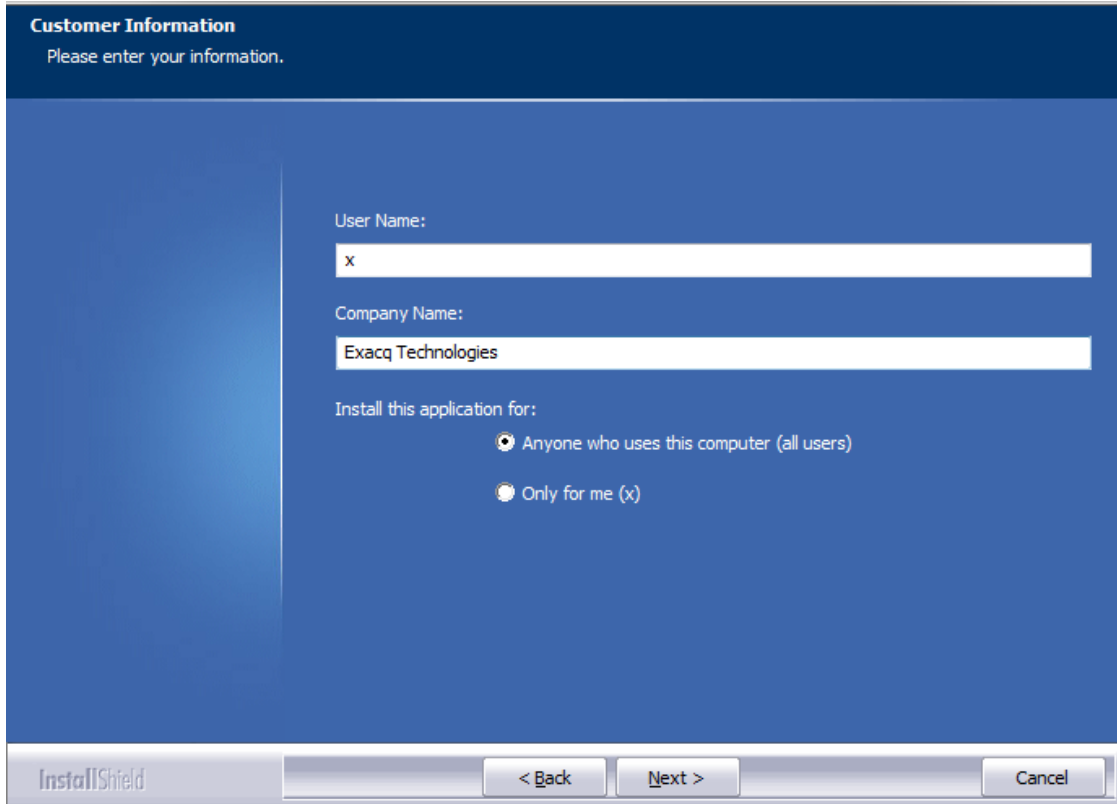 Customer Information
Please enter your information.
User Name:
x
Company Name:
Exacq Technologies
Install this application for:
Anyone who uses this computer (all users)
Only for me (x)
InstallShield
< Back
Next >
Cancel